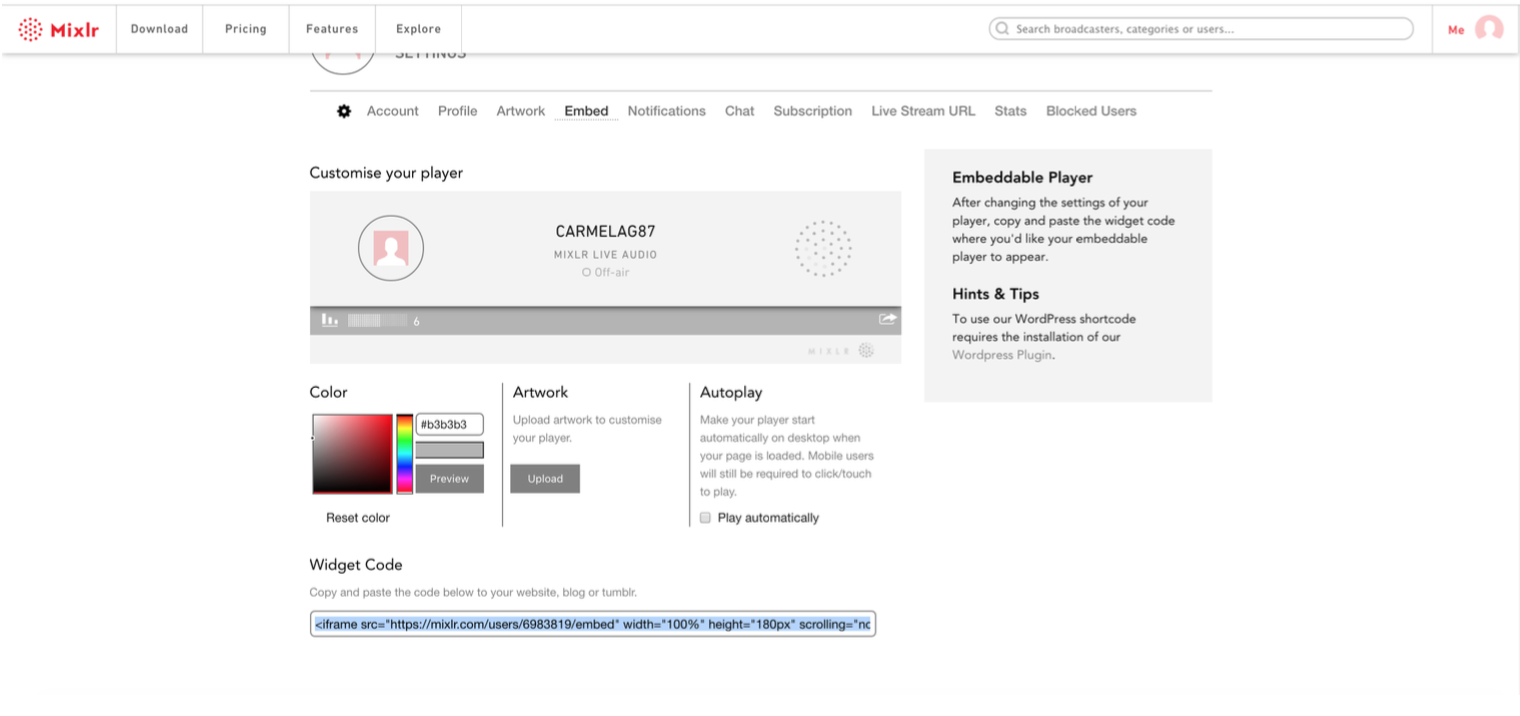 Mixlr Download Pricing Features Explore Search broadcasters, categories or users... Me
SETTINGS
Account Profile Artwork Embed Notifications Chat Subscription Live Stream URL Stats Blocked Users
Customise your player
CARMELAG87
MIXLR LIVE AUDIO
Off-air
6
MIXLR
Embeddable Player
After changing the settings of your
player, copy and paste the widget code
where you'd like your embeddable
player to appear.
Hints & Tips
To use our WordPress shortcode
requires the installation of our
Wordpress Plugin.
Color
#b3b3b3
Preview
Reset color
Artwork
Upload artwork to customise
your player.
Upload
Autoplay
Make your player start
automatically on desktop when
your page is loaded. Mobile users
will still be required to click/touch
to play.
Play automatically
Widget Code
Copy and paste the code below to your website, blog or tumblr.
<iframe src="https://mixlr.com/users/6983819/embed" width="100%" height="180px" scrolling="no